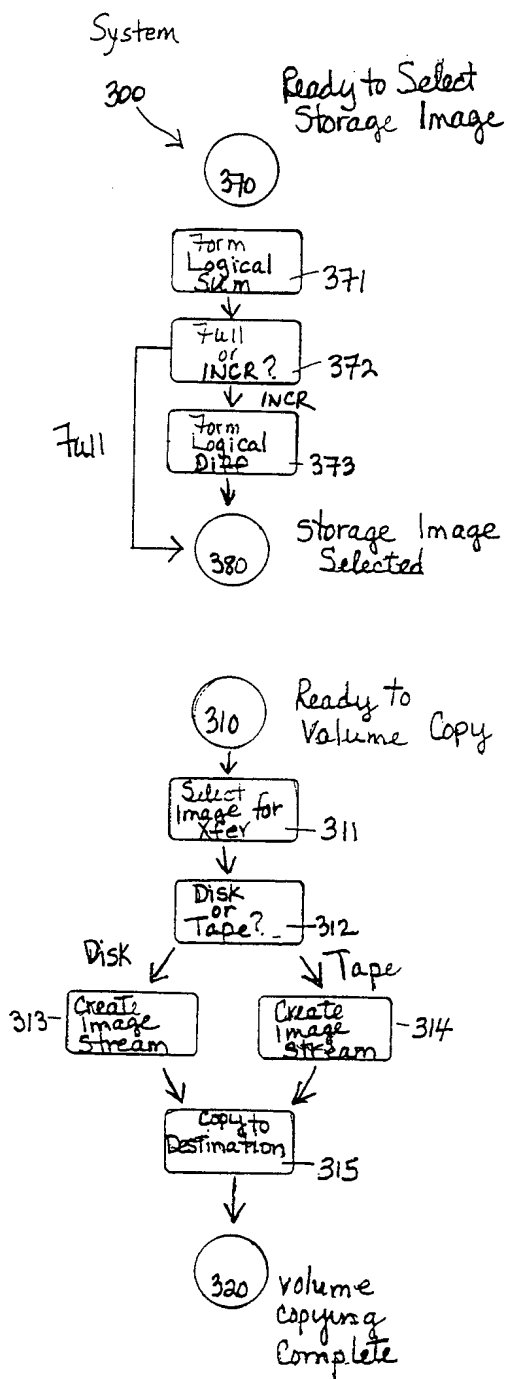 System
300
Ready to Select
Storage Image
370
Form
Logical
Sum
371
Full
or
INCR?
372
INCR
Full
Form
Logical
Diff
373
380
Storage Image
Selected
310
Ready to
Volume Copy
Select
Image for
Xfer
311
Disk
or
Tape?
312
Disk
Tape
313
Create
Image
Stream
Create
Image
Stream
314
Copy to
Destination
315
320
Volume
Copying
Complete